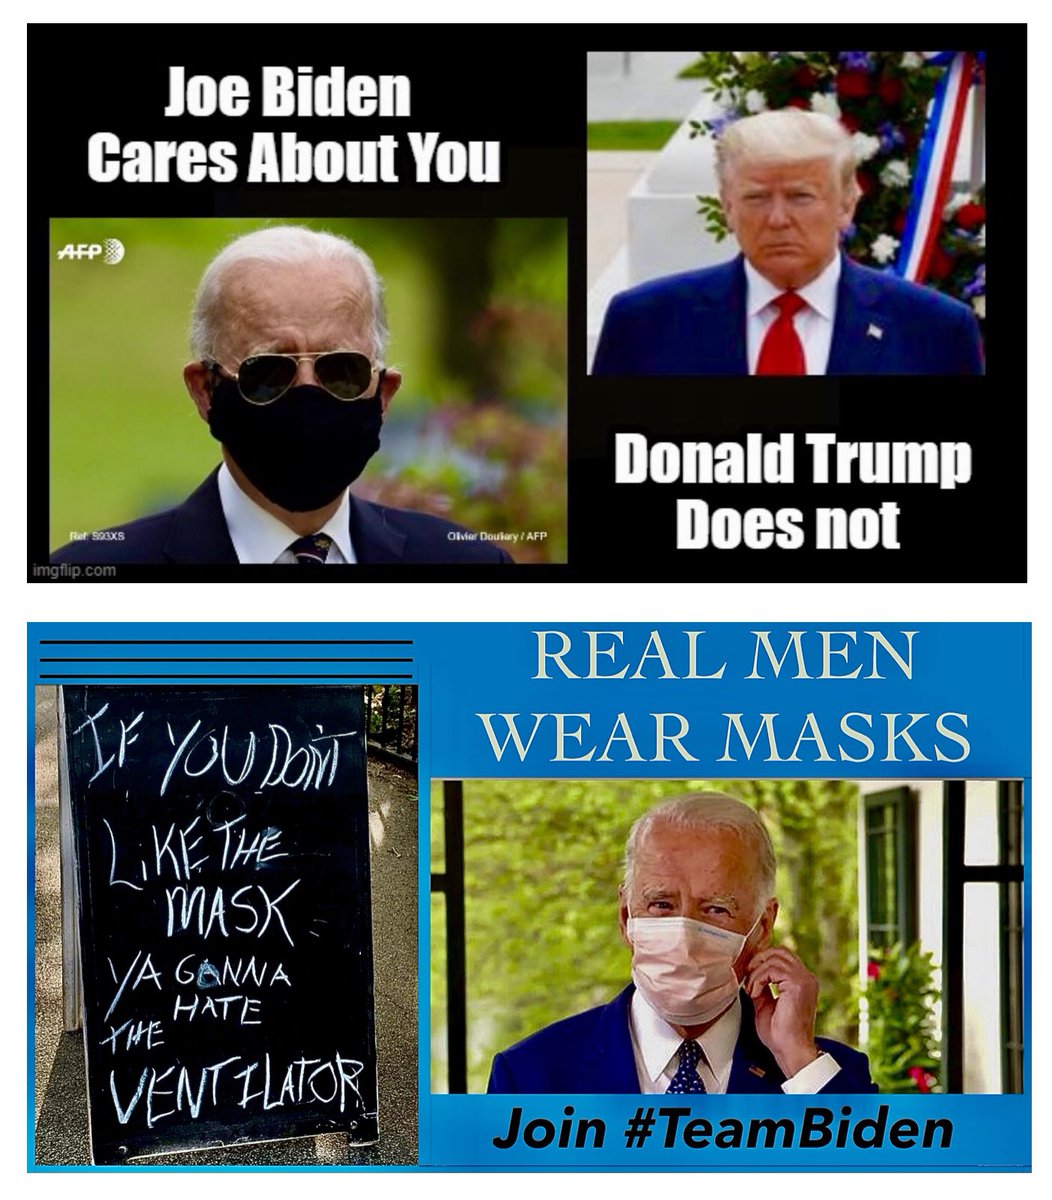 Joe Biden
Cares About You
AFP
Ref: S93XS
Olivier Douliery / AFP
imgflip.com
Donald Trump
Does not
IF YOU DON'T
LIKE THE
MASK
YA GONNA
HATE
THE
VENTILATOR
REAL MEN
WEAR MASKS
Join #TeamBiden